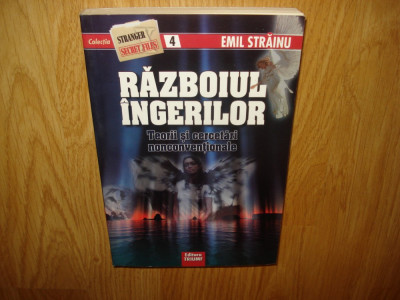 Colecția
STRANGER
SECRET FILES
4
EMIL STRĂINU
RĂZBOIUL
ÎNGERILOR
Teorii și cercetări
nonconvenționale
Editura